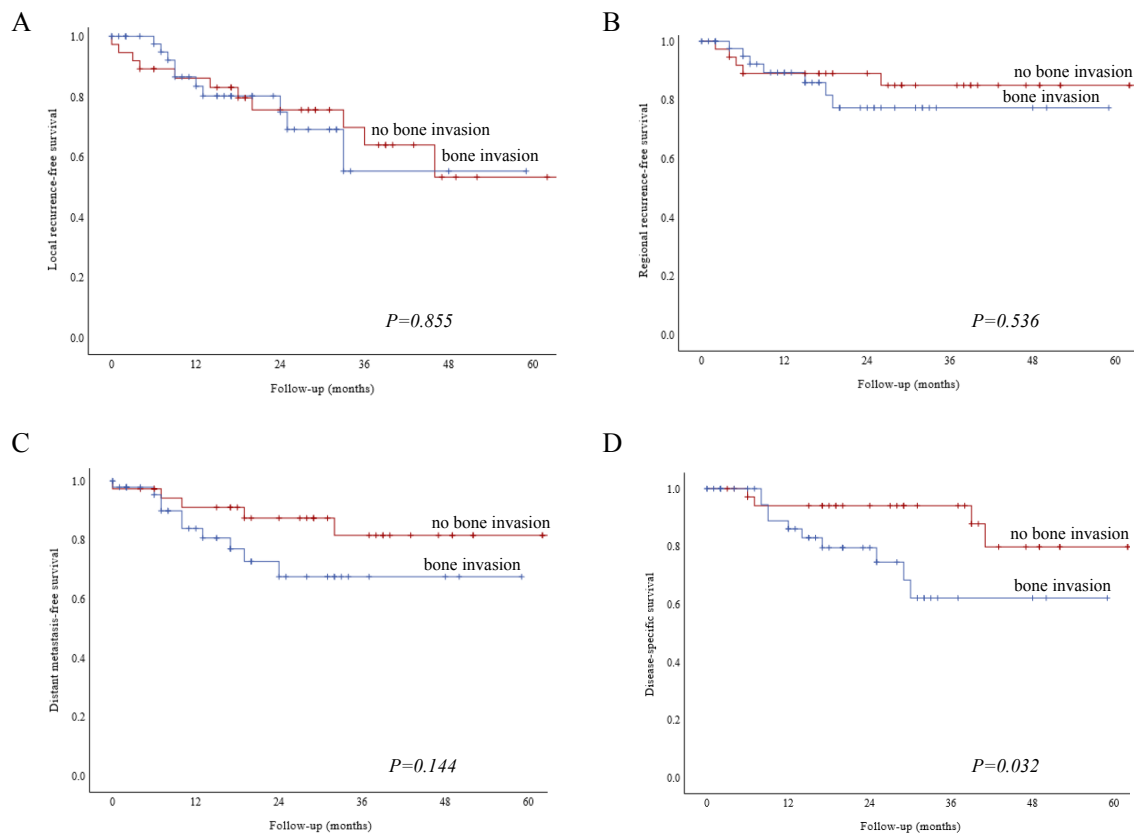 A
Local recurrence-free survival
1.0
0.8
0.6
0.4
0.2
0.0
no bone invasion
bone invasion
P=0.855
0 12 24 36 48 60
Follow-up (months)
B
Regional recurrence-free survival
1.0
0.8
0.6
0.4
0.2
0.0
no bone invasion
bone invasion
P=0.536
0 12 24 36 48 60
Follow-up (months)
C
Distant metastasis-free survival
1.0
0.8
0.6
0.4
0.2
0.0
no bone invasion
bone invasion
P=0.144
0 12 24 36 48 60
Follow-up (months)
D
Disease-specific survival
1.0
0.8
0.6
0.4
0.2
0.0
no bone invasion
bone invasion
P=0.032
0 12 24 36 48 60
Follow-up (months)